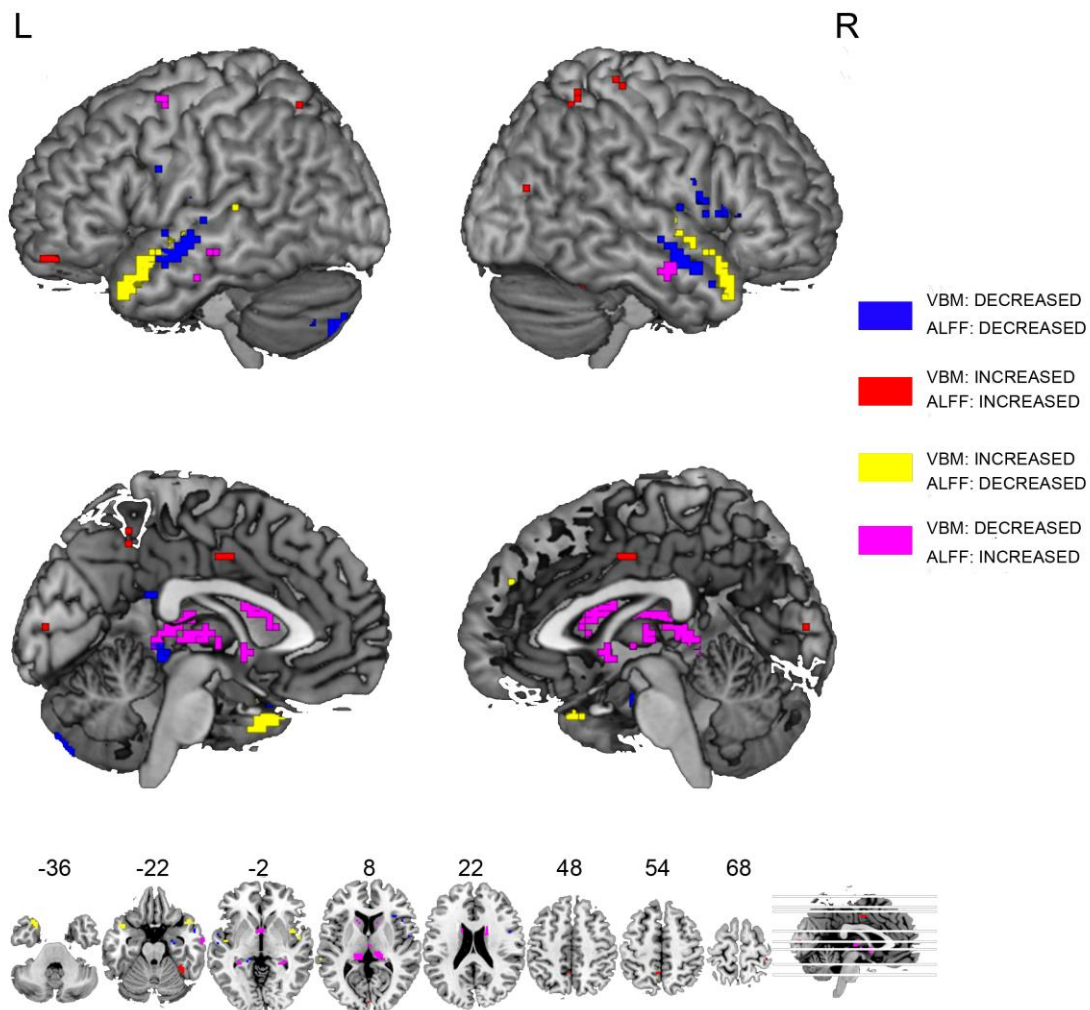 L
R
VBM: DECREASED
ALFF: DECREASED
VBM: INCREASED
ALFF: INCREASED
VBM: INCREASED
ALFF: DECREASED
VBM: DECREASED
ALFF: INCREASED
-36 -22 -2 8 22 48 54 68